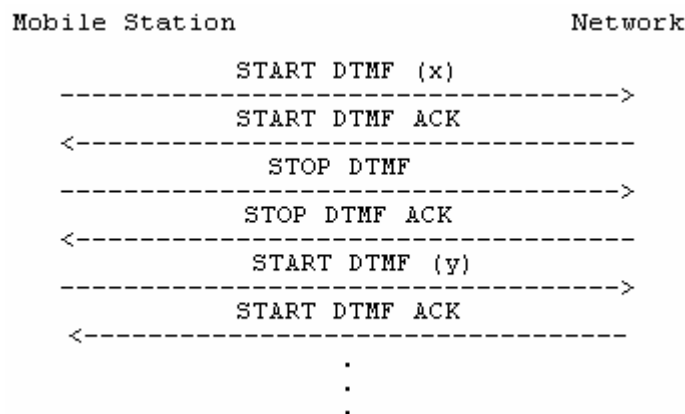 Mobile Station Network
START DTMF (x)
----------------------------------->
START DTMF ACK
<-----------------------------------
STOP DTMF
----------------------------------->
STOP DTMF ACK
<-----------------------------------
START DTMF (y)
----------------------------------->
START DTMF ACK
<----------------------------------
.
.
.